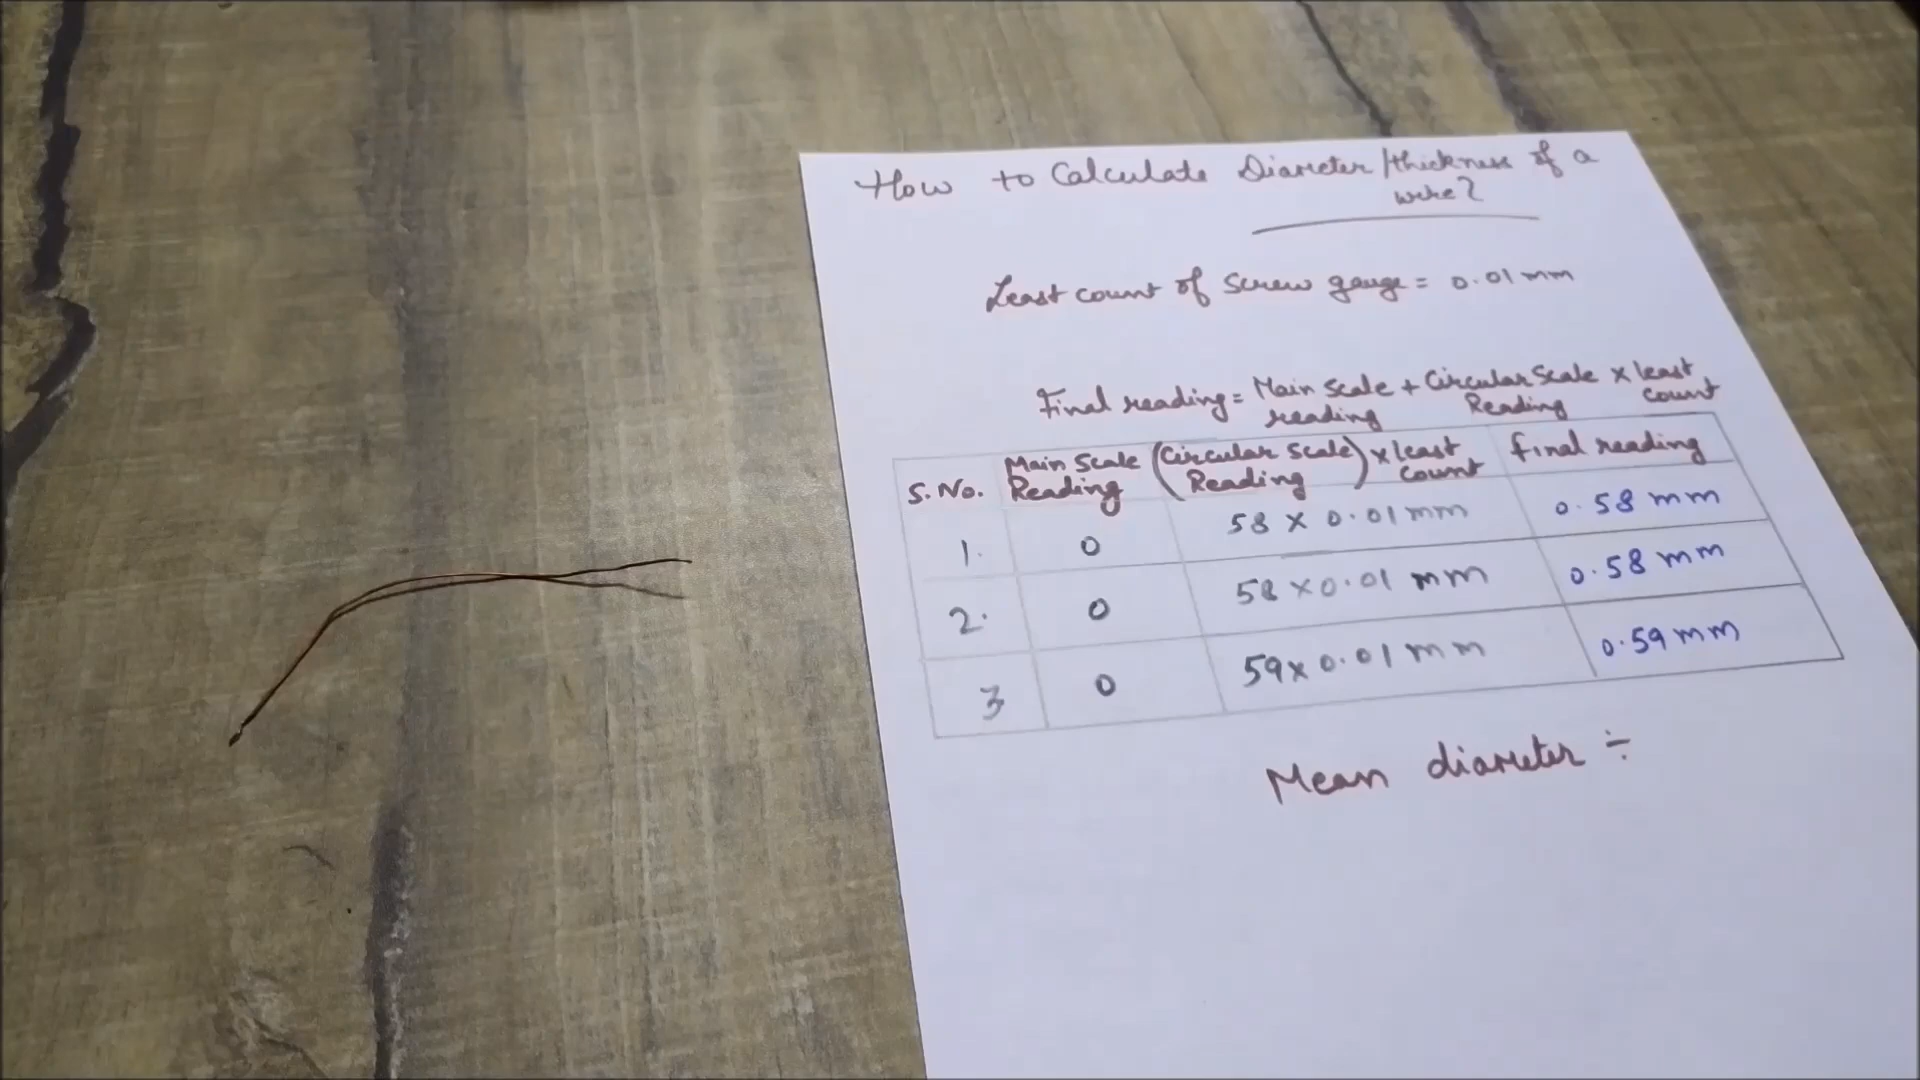 How to Calculate Diameter/thickness of a
wire?
Least count of Screw gauge = 0.01 mm
Final reading = Main Scale + Circular Scale × least
reading Reading count
S. No. Main Scale (Circular Scale) × least final reading
Reading Reading count
1. 0 58 × 0.01 mm 0.58 mm
2. 0 58 × 0.01 mm 0.58 mm
3 0 59 × 0.01 mm 0.59 mm
Mean diameter ÷